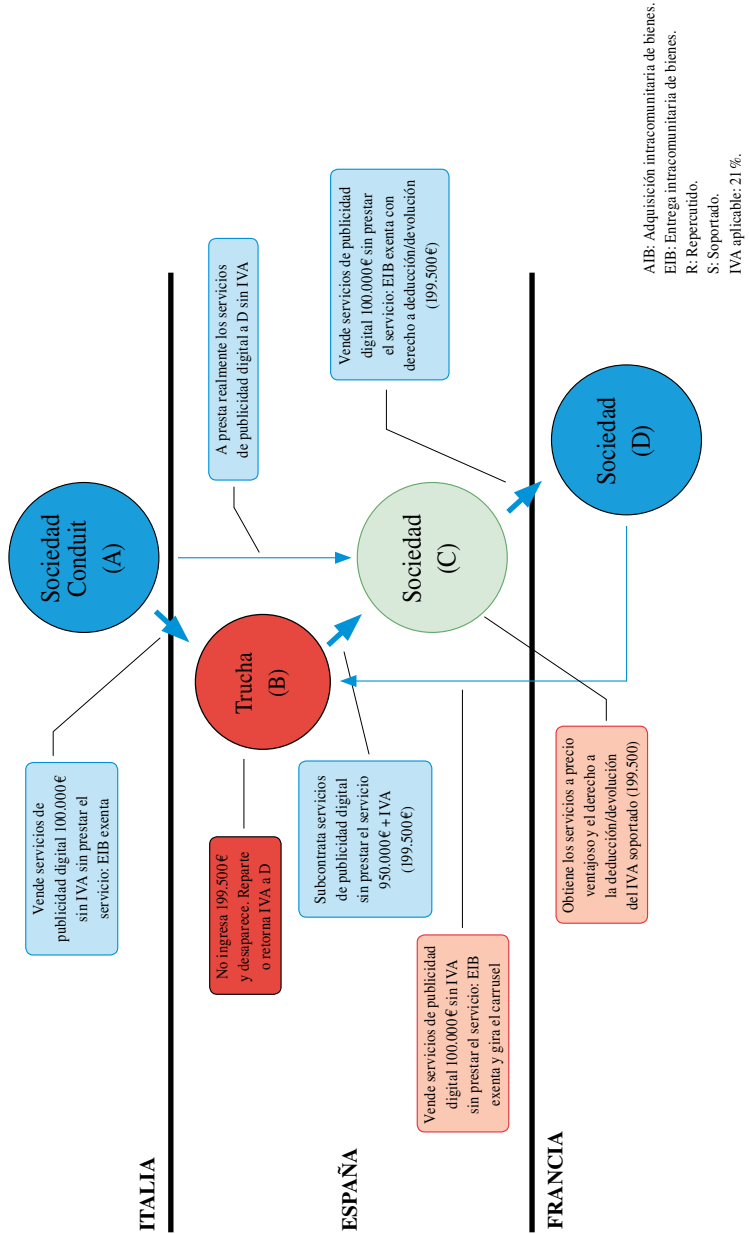 ITALIA
Vende servicios de
publicidad digital 100.000€
sin IVA sin prestar el
servicio: EIB exenta
Sociedad
Conduit
(A)
A presta realmente los servicios
de publicidad digital a D sin IVA
ESPAÑA
No ingresa 199.500€
y desaparece. Reparte
o retorna IVA a D
Trucha
(B)
Subcontrata servicios
de publicidad digital
sin prestar el servicio
950.000€ + IVA
(199.500€)
Sociedad
(C)
Vende servicios de publicidad
digital 100.000€ sin prestar
el servicio: EIB exenta con
derecho a deducción/devolución
(199.500€)
Vende servicios de publicidad
digital 100.000€ sin IVA
sin prestar el servicio: EIB
exenta y gira el carrusel
FRANCIA
Obtiene los servicios a precio
ventajoso y el derecho a
la deducción/devolución
del IVA soportado (199.500)
Sociedad
(D)
AIB: Adquisición intracomunitaria de bienes.
EIB: Entrega intracomunitaria de bienes.
R: Repercutido.
S: Soportado.
IVA aplicable: 21 %.